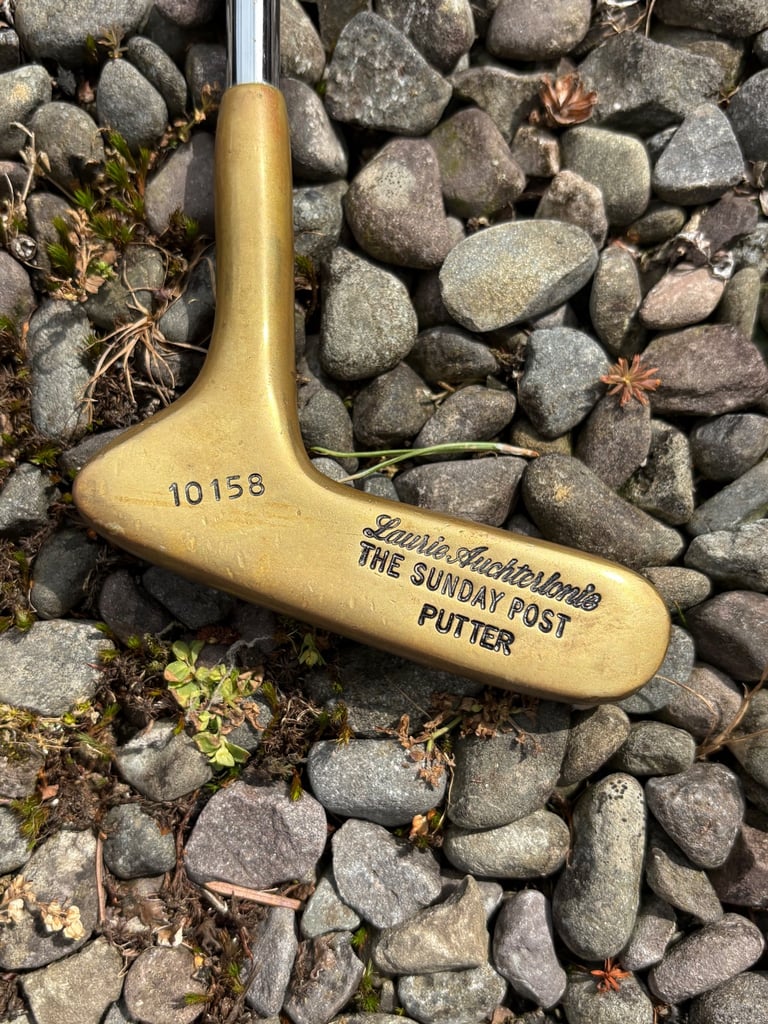 10158
Laurie Auchterlonie
THE SUNDAY POST
PUTTER